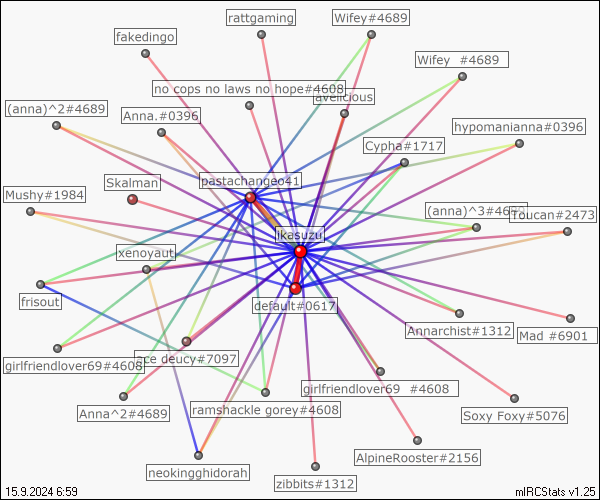 rattgaming
Wifey#4689
fakedingo
Wifey #4689
no cops no laws no hope#4608
avelicious
(anna)^2#4689
Anna.#0396
hypomanianna#0396
Cypha#1717
pastachangeo41
Skalman
Mushy#1984
(anna)^3#4689
Toucan#2473
ikasuzu
xenoyaut
frisout
default#0617
Annarchist#1312
Mad #6901
deucy#7097
girlfriendlover69#4608
girlfriendlover69 #4608
Anna^2#4689
ramshackle gorey#4608
Soxy Foxy#5076
AlpineRooster#2156
neokingghidorah
zibbits#1312
15.9.2024 6:59
mIRCStats v1.25